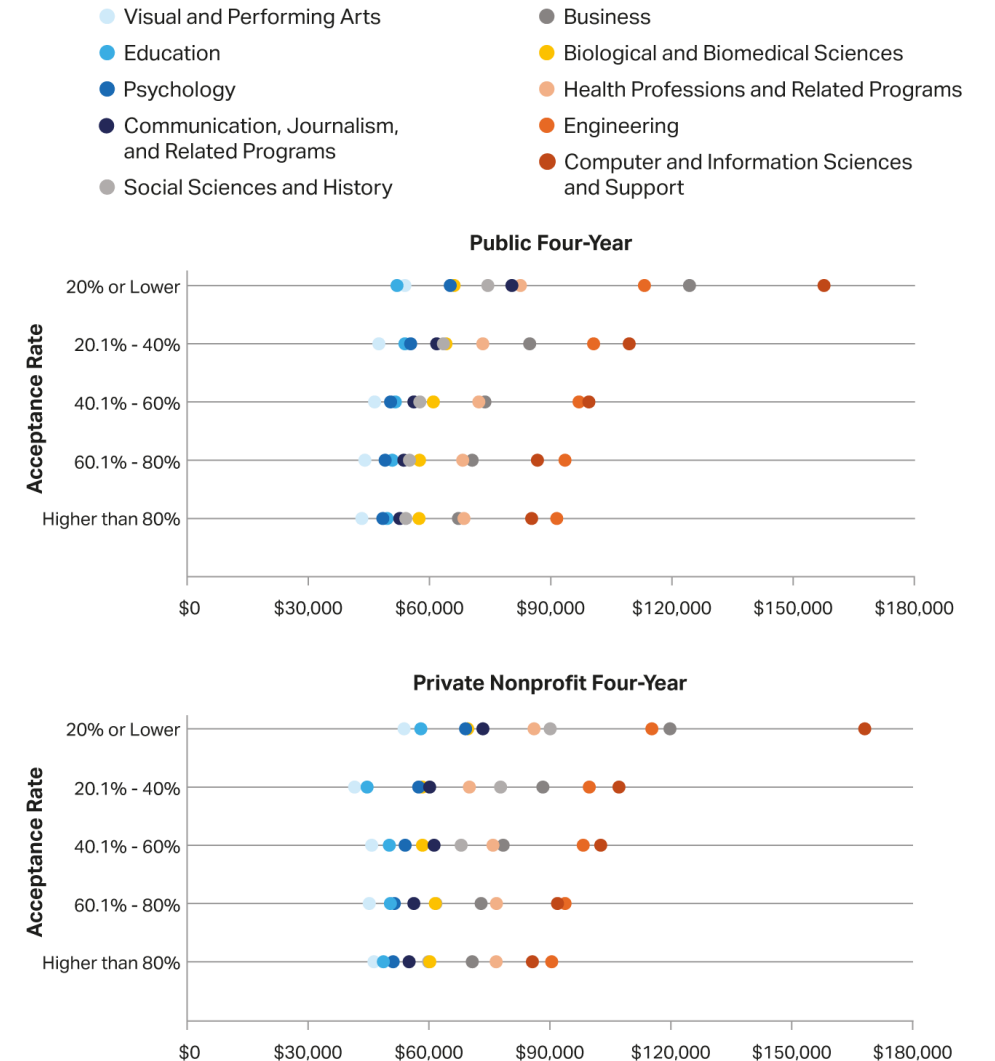 Visual and Performing Arts
Education
Psychology
Communication, Journalism,
and Related Programs
Social Sciences and History
Business
Biological and Biomedical Sciences
Health Professions and Related Programs
Engineering
Computer and Information Sciences
and Support
Public Four-Year
Acceptance Rate
20% or Lower
20.1% - 40%
40.1% - 60%
60.1% - 80%
Higher than 80%
$0 $30,000 $60,000 $90,000 $120,000 $150,000 $180,000
Private Nonprofit Four-Year
Acceptance Rate
20% or Lower
20.1% - 40%
40.1% - 60%
60.1% - 80%
Higher than 80%
$0 $30,000 $60,000 $90,000 $120,000 $150,000 $180,000